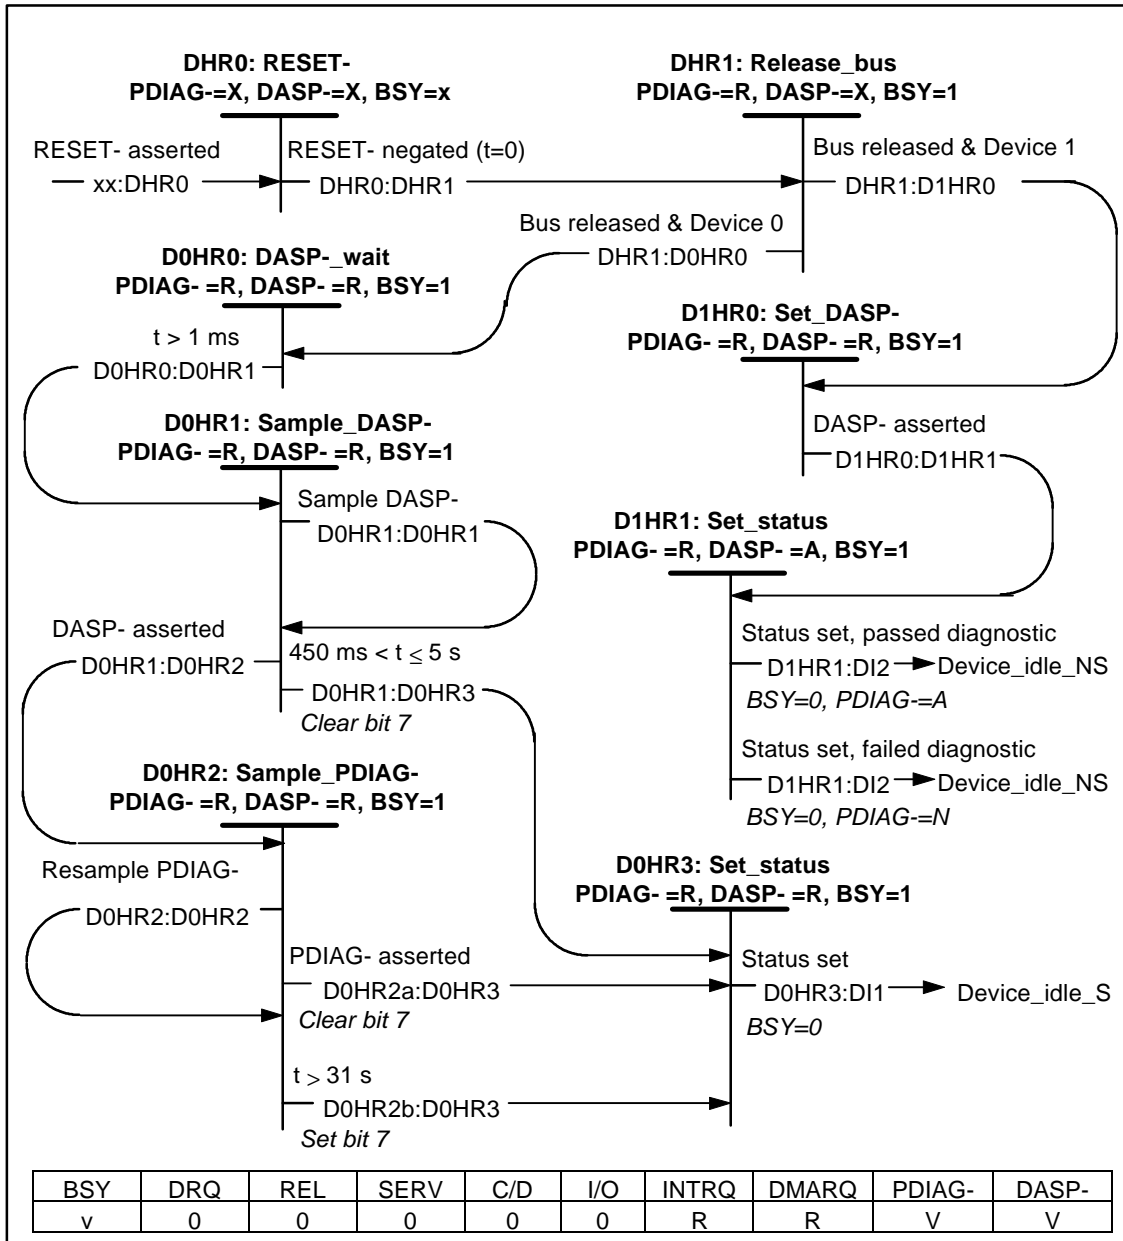 DHR0: RESET-
PDIAG-=X, DASP-=X, BSY=x
RESET- asserted
xx:DHR0
RESET- negated (t=0)
DHR0:DHR1
DHR1: Release_bus
PDIAG-=R, DASP-=X, BSY=1
Bus released & Device 1
DHR1:D1HR0
Bus released & Device 0
DHR1:D0HR0
D0HR0: DASP-_wait
PDIAG- =R, DASP- =R, BSY=1
t > 1 ms
D0HR0:D0HR1
D1HR0: Set_DASP-
PDIAG- =R, DASP- =R, BSY=1
DASP- asserted
D1HR0:D1HR1
D0HR1: Sample_DASP-
PDIAG- =R, DASP- =R, BSY=1
Sample DASP-
D0HR1:D0HR1
DASP- asserted
D0HR1:D0HR2
450 ms < t ≤ 5 s
D0HR1:D0HR3
Clear bit 7
D1HR1: Set_status
PDIAG- =R, DASP- =A, BSY=1
Status set, passed diagnostic
D1HR1:DI2 Device_idle_NS
BSY=0, PDIAG-=A
Status set, failed diagnostic
D1HR1:DI2 Device_idle_NS
BSY=0, PDIAG-=N
D0HR2: Sample_PDIAG-
PDIAG- =R, DASP- =R, BSY=1
Resample PDIAG-
D0HR2:D0HR2
PDIAG- asserted
D0HR2a:D0HR3
Clear bit 7
t > 31 s
D0HR2b:D0HR3
Set bit 7
D0HR3: Set_status
PDIAG- =R, DASP- =R, BSY=1
Status set
D0HR3:DI1 Device_idle_S
BSY=0
BSY DRQ REL SERV C/D I/O INTRQ DMARQ PDIAG- DASP-
v 0 0 0 0 0 R R V V